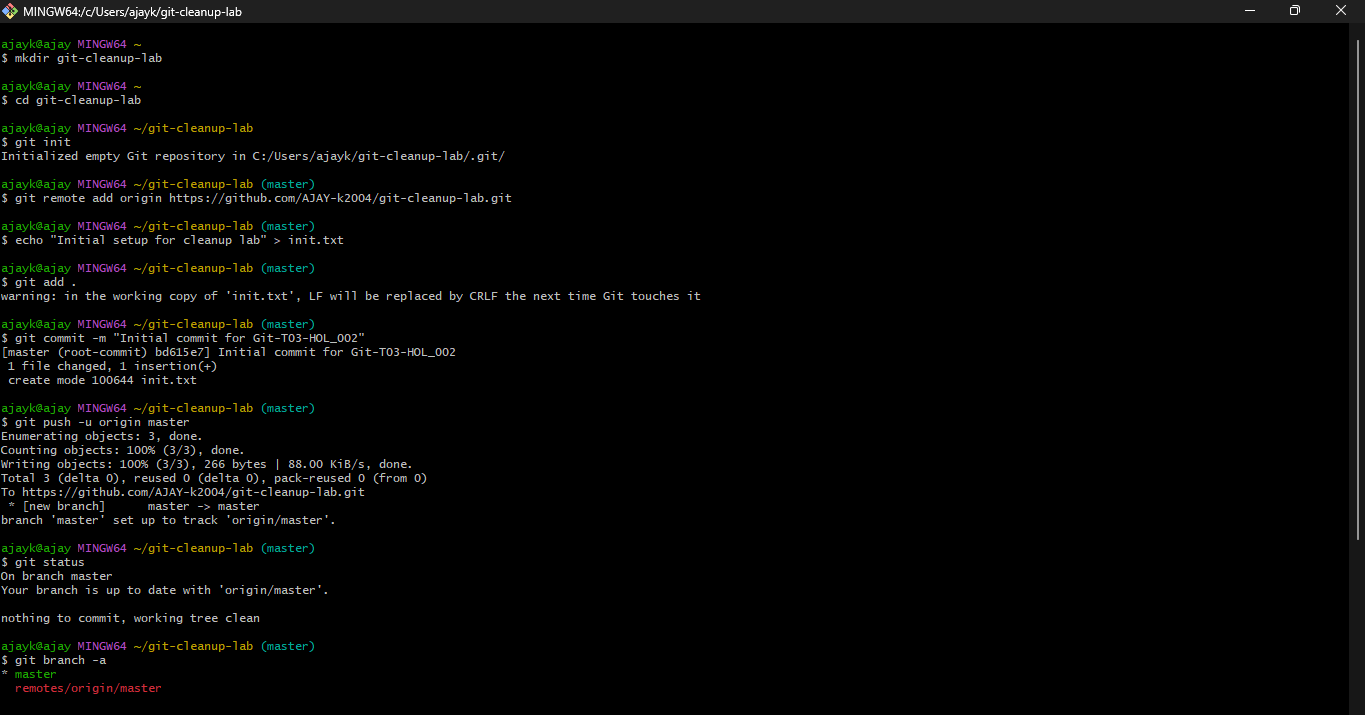 MINGW64:/c/Users/ajayk/git-cleanup-lab
ajayk@ajay MINGW64 ~
$ mkdir git-cleanup-lab
ajayk@ajay MINGW64 ~
$ cd git-cleanup-lab
ajayk@ajay MINGW64 ~/git-cleanup-lab
$ git init
Initialized empty Git repository in C:/Users/ajayk/git-cleanup-lab/.git/
ajayk@ajay MINGW64 ~/git-cleanup-lab (master)
$ git remote add origin https://github.com/AJAY-k2004/git-cleanup-lab.git
ajayk@ajay MINGW64 ~/git-cleanup-lab (master)
$ echo "Initial setup for cleanup lab" > init.txt
ajayk@ajay MINGW64 ~/git-cleanup-lab (master)
$ git add .
warning: in the working copy of 'init.txt', LF will be replaced by CRLF the next time Git touches it
ajayk@ajay MINGW64 ~/git-cleanup-lab (master)
$ git commit -m "Initial commit for Git-T03-HOL_002"
[master (root-commit) bd615e7] Initial commit for Git-T03-HOL_002
 1 file changed, 1 insertion(+)
 create mode 100644 init.txt
ajayk@ajay MINGW64 ~/git-cleanup-lab (master)
$ git push -u origin master
Enumerating objects: 3, done.
Counting objects: 100% (3/3), done.
Writing objects: 100% (3/3), 266 bytes | 88.00 KiB/s, done.
Total 3 (delta 0), reused 0 (delta 0), pack-reused 0 (from 0)
To https://github.com/AJAY-k2004/git-cleanup-lab.git
 * [new branch]      master -> master
branch 'master' set up to track 'origin/master'.
ajayk@ajay MINGW64 ~/git-cleanup-lab (master)
$ git status
On branch master
Your branch is up to date with 'origin/master'.
nothing to commit, working tree clean
ajayk@ajay MINGW64 ~/git-cleanup-lab (master)
$ git branch -a
* master
  remotes/origin/master